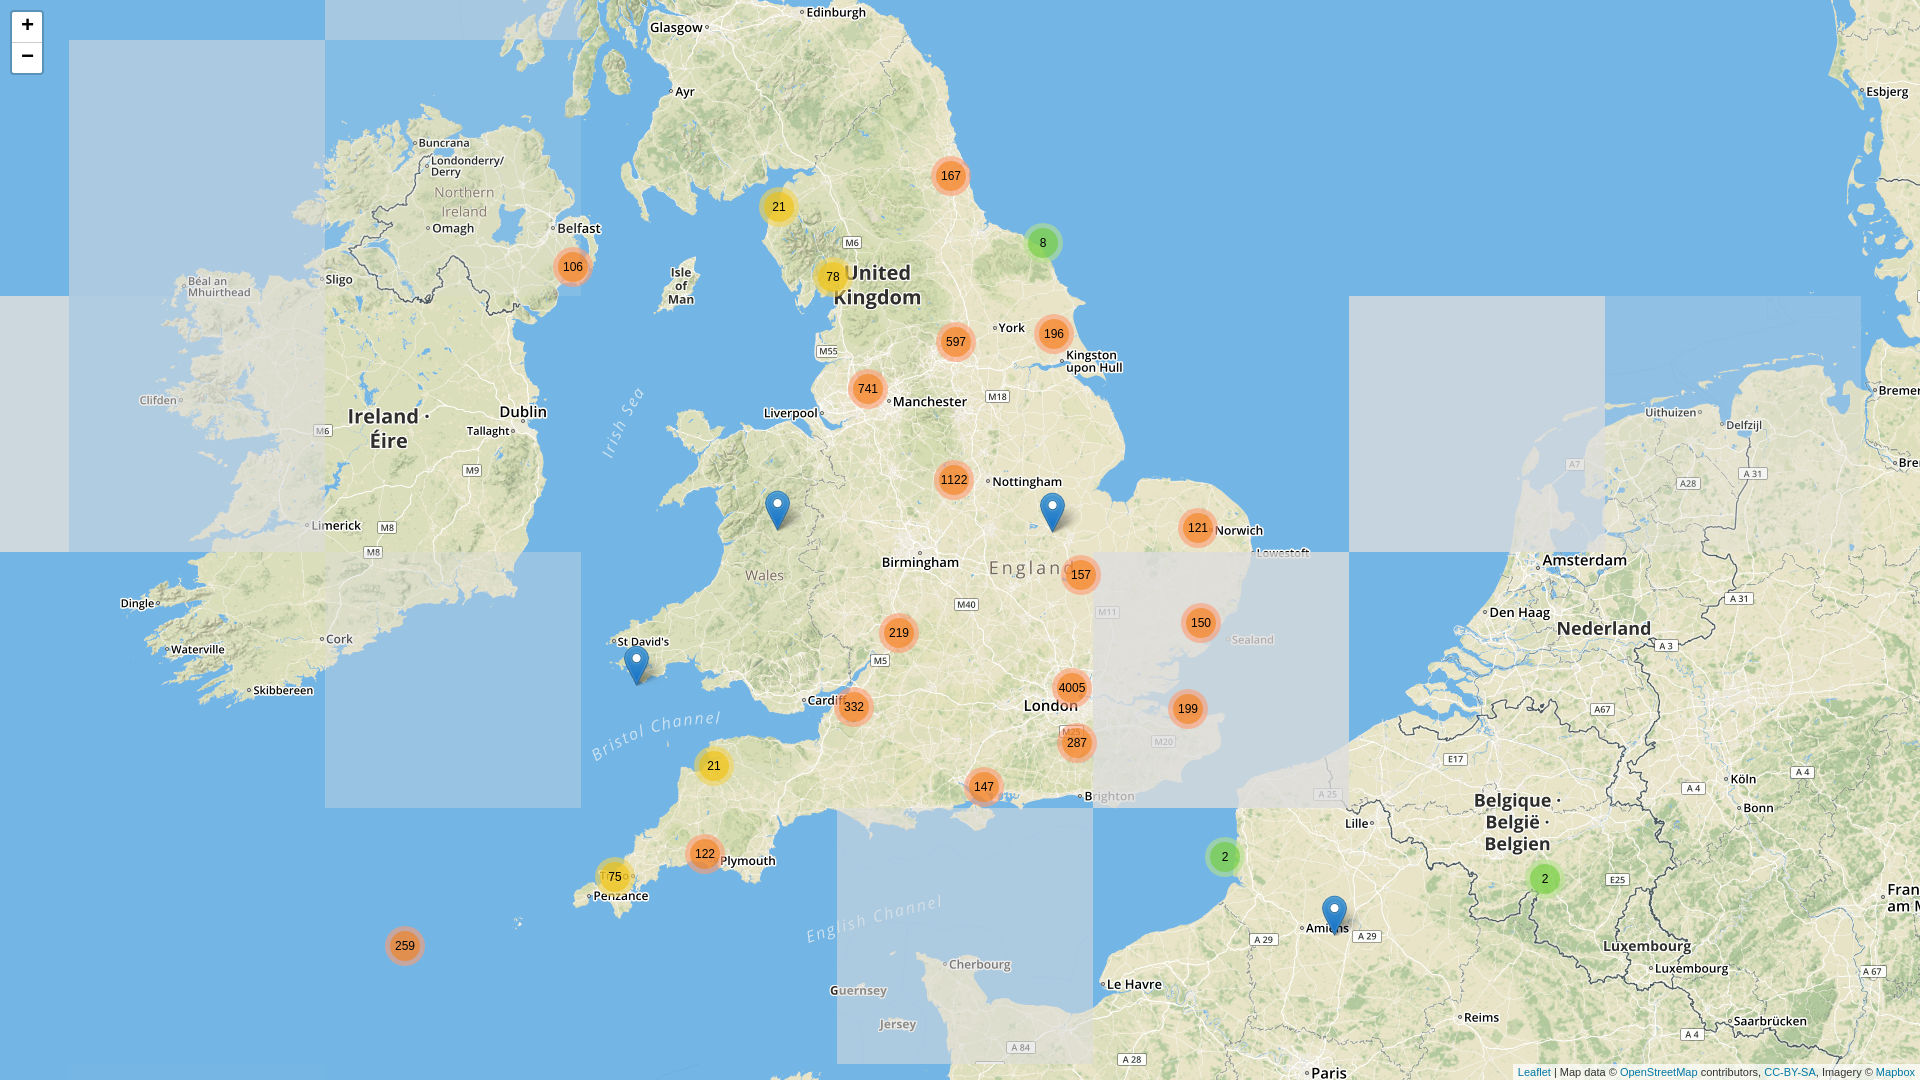 +
−
Edinburgh
Glasgow
Ayr
Esbjerg
Buncrana
Londonderry/
Derry
Northern
Ireland
Omagh
Belfast
167
21
8
M6
106
Isle
of
Man
78
United
Kingdom
Béal an
Mhuirthead
Sligo
York
196
597
M55
Kingston
upon Hull
741
Manchester
M18
Liverpool
Irish Sea
Clifden
Ireland ·
Éire
Dublin
Tallaght
M6
M9
Uithuizen
Delfzijl
Bremer
A7
A 31
A28
Bre
1122
Nottingham
Limerick
M8
M8
121
Norwich
Lowestoft
Birmingham
England
157
Wales
Amsterdam
Dingle
M40
M11
150
Sealand
Den Haag
A 31
Nederland
A 3
Cork
Waterville
219
M5
St David's
Skibbereen
4005
London
Cardiff
332
199
A67
M25
287
M20
Bristol Channel
E17
21
147
Brighton
A 25
Köln
A 4
A 4
Bonn
Belgique ·
België ·
Belgien
Lille
2
2
E25
122
Plymouth
75
Penzance
Fran
am M
English Channel
259
Amiens
A 29
A 29
Luxembourg
Luxembourg
A 67
Cherbourg
Le Havre
Guernsey
Jersey
Reims
Saarbrücken
A 4
A 84
A 28
Paris
Leaflet | Map data © OpenStreetMap contributors, CC-BY-SA, Imagery © Mapbox